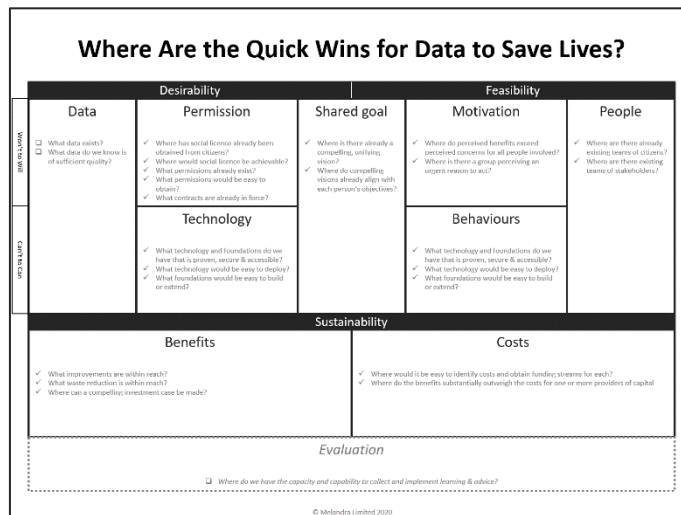 Where Are the Quick Wins for Data to Save Lives?
Desirability
Feasibility
Won't to Will
Can't to Can
Data
What data exists?
What data do we know is
of sufficient quality?
Permission
Where has social licence already been
obtained from citizens?
Where would social licence be achievable?
What permissions already exist?
What permissions would be easy to
obtain?
What contracts are already in force?
Technology
What technology and foundations do we
have that is proven, secure & accessible?
What technology would be easy to deploy?
What foundations would be easy to build
or extend?
Shared goal
Where is there already a
compelling, unifying
vision?
Where do compelling
visions already align with
each person's objectives?
Motivation
Where do perceived benefits exceed
perceived concerns for all people involved?
Where is there a group perceiving an
urgent reason to act?
Behaviours
What technology and foundations do we
have that is proven, secure & accessible?
What technology would be easy to deploy?
What foundations would be easy to build
or extend?
People
Where are there already
existing teams of citizens?
Where are there existing
teams of stakeholders?
Sustainability
Benefits
What improvements are within reach?
What waste reduction is within reach?
Where can a compelling investment case be made?
Costs
Where would it be easy to identify costs and obtain funding streams for each?
Where do the benefits substantially outweigh the costs for one or more providers of capital
Evaluation
Where do we have the capacity and capability to collect and implement learning & advice?
© Melandra Limited 2020